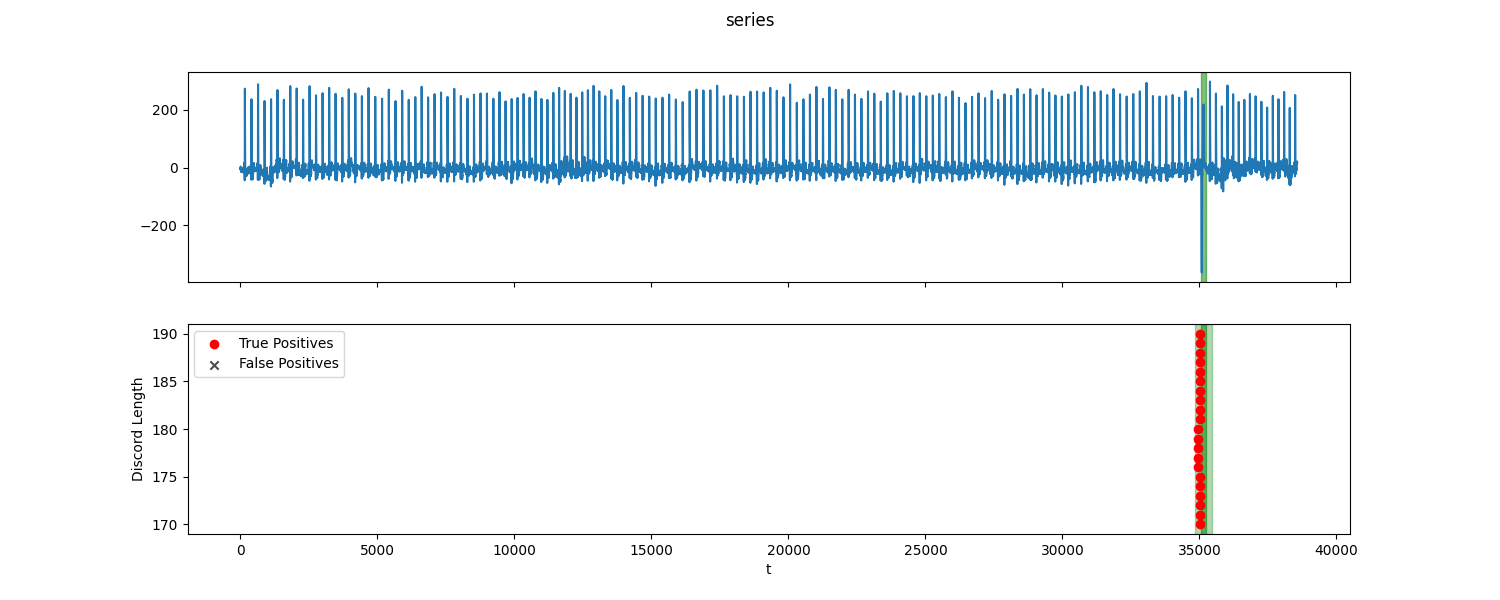 series
200
0
−200
190
185
180
175
170
Discord Length
True Positives
False Positives
0 5000 10000 15000 20000 25000 30000 35000 40000
t